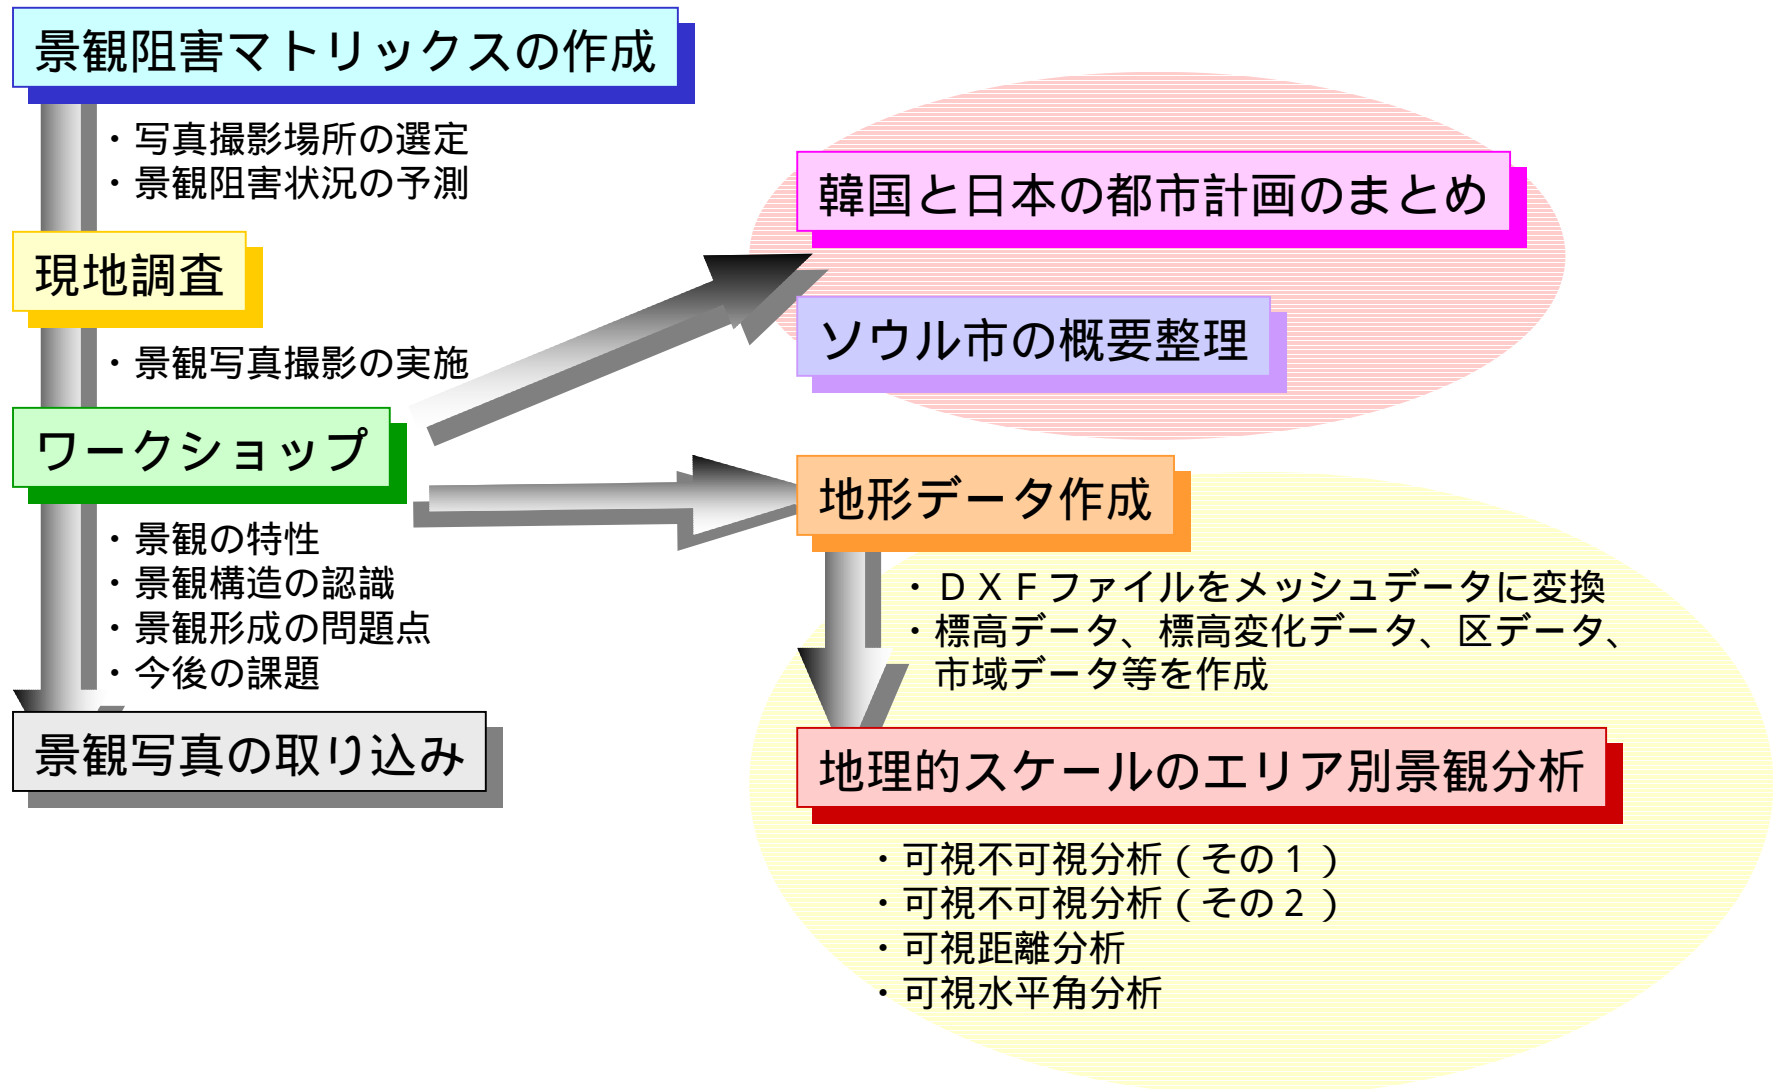 景観阻害マトリックスの作成
・写真撮影場所の選定
・景観阻害状況の予測
現地調査
・景観写真撮影の実施
ワークショップ
・景観の特性
・景観構造の認識
・景観形成の問題点
・今後の課題
景観写真の取り込み
韓国と日本の都市計画のまとめ
ソウル市の概要整理
地形データ作成
・ＤＸＦファイルをメッシュデータに変換
・標高データ、標高変化データ、区データ、
市域データ等を作成
地理的スケールのエリア別景観分析
・可視不可視分析（その１）
・可視不可視分析（その２）
・可視距離分析
・可視水平角分析